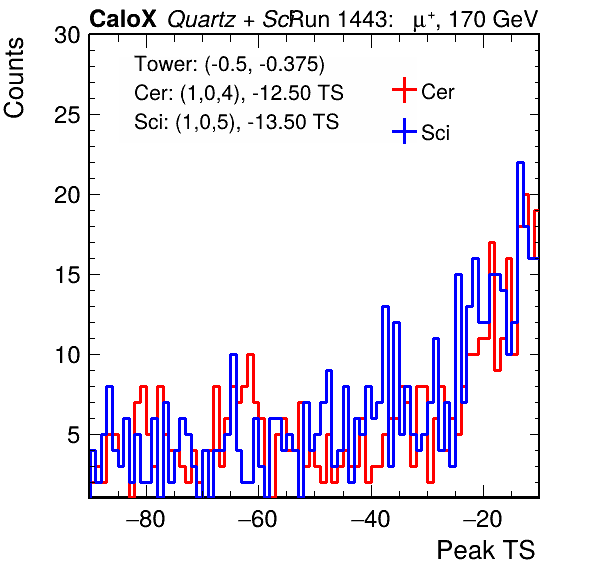 CaloX Quartz + Sci Run 1443: μ⁺, 170 GeV
Counts
30
25
20
15
10
5
Tower: (-0.5, -0.375)
Cer: (1,0,4), -12.50 TS
Sci: (1,0,5), -13.50 TS
Cer
Sci
−80 −60 −40 −20
Peak TS